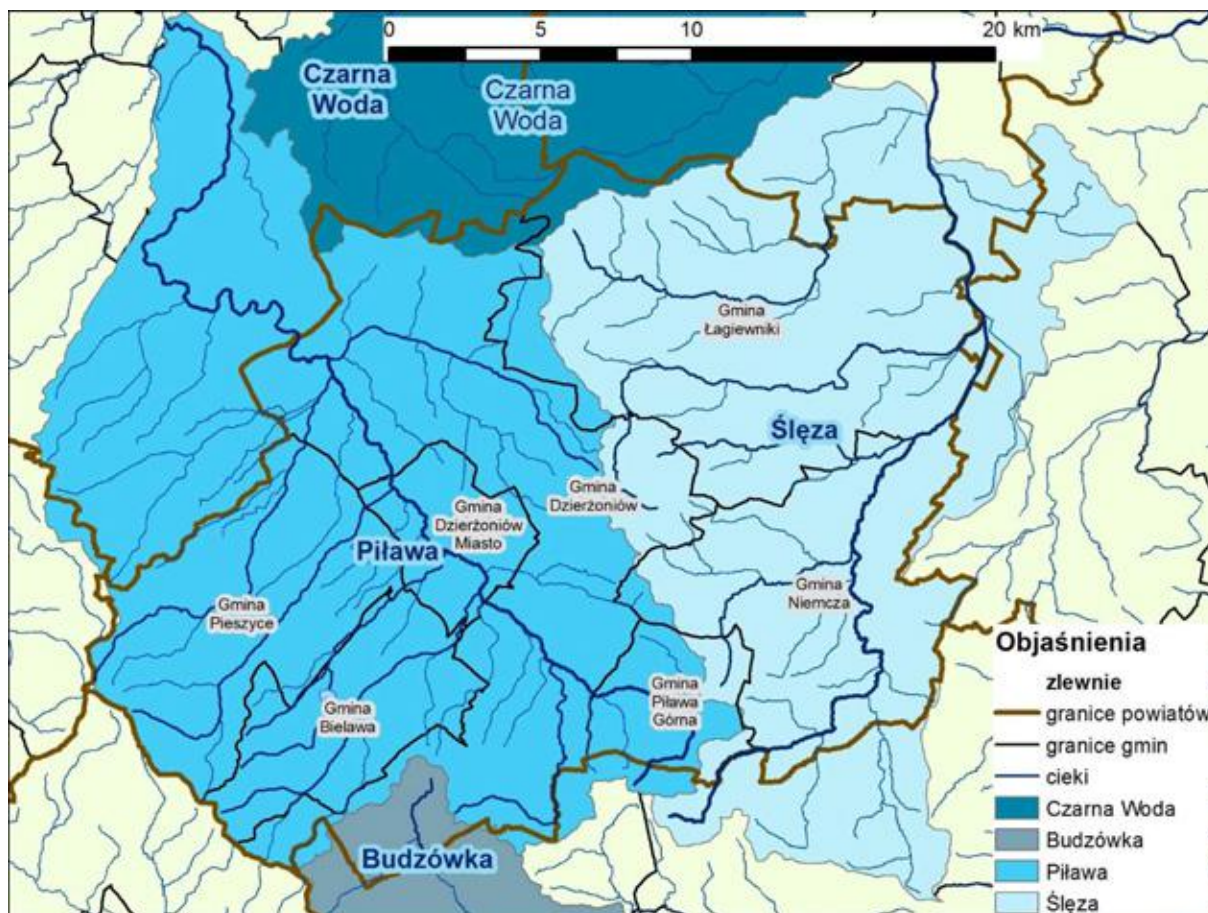 0 5 10 20 km
Czarna
Woda
Czarna
Woda
Gmina
Łagiewniki
Ślęza
Gmina
Dzierżoniów
Gmina
Dzierżoniów
Miasto
Piława
Gmina
Niemcza
Gmina
Pieszyce
Gmina
Piława
Górna
Gmina
Bielawa
Budzówka
Objaśnienia
zlewnie
granice powiatów
granice gmin
cieki
Czarna Woda
Budzówka
Piława
Ślęza